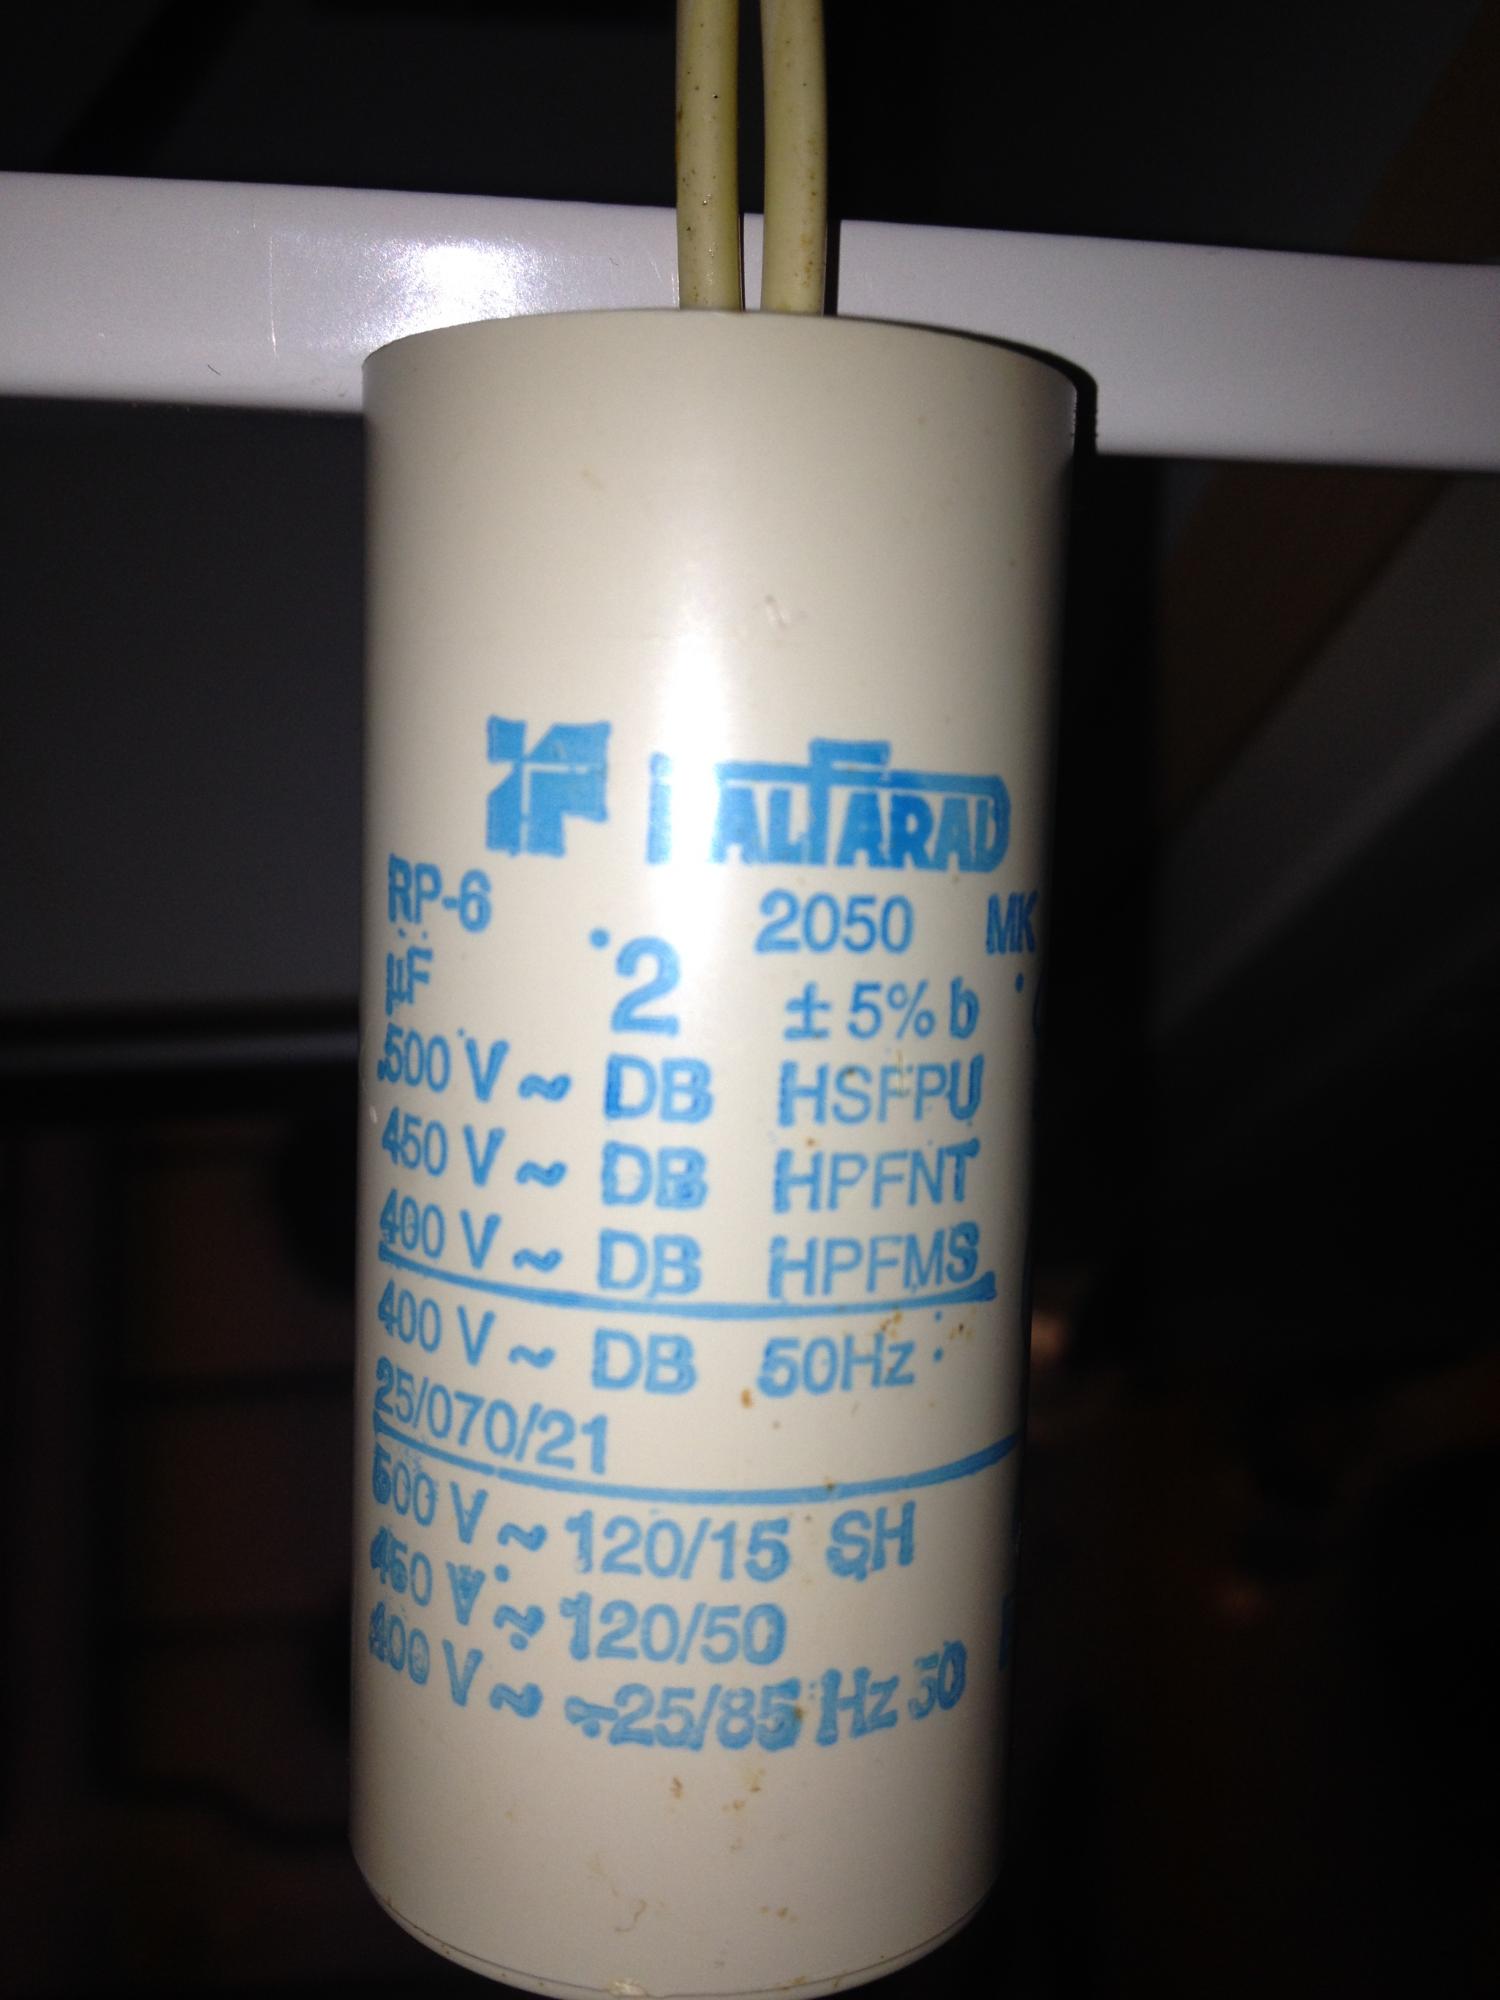 ITALFARAD
RP-6 2050 MK
µF 2 ± 5% b
500 V ~ DB HSFPU
450 V ~ DB HPFNT
400 V ~ DB HPFMS
400 V ~ DB 50Hz
25/070/21
500 V ~ 120/15 SH
450 V ~ 120/50
400 V ~ 25/85 Hz 50